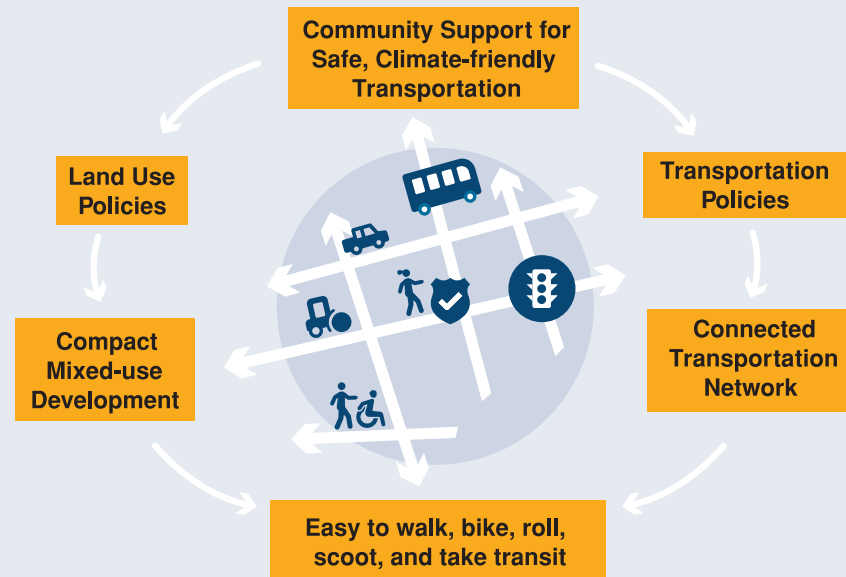 Community Support for
Safe, Climate-friendly
Transportation
Land Use
Policies
Transportation
Policies
Compact
Mixed-use
Development
Connected
Transportation
Network
Easy to walk, bike, roll,
scoot, and take transit